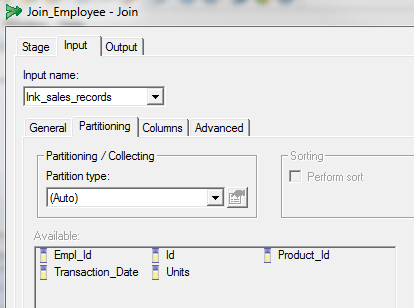 Join_Employee - Join
Stage Input Output
Input name:
lnk_sales_records
General Partitioning Columns Advanced
Partitioning / Collecting Sorting
Partition type: Perform sort
(Auto)
Available:
Empl_Id Id Product_Id
Transaction_Date Units